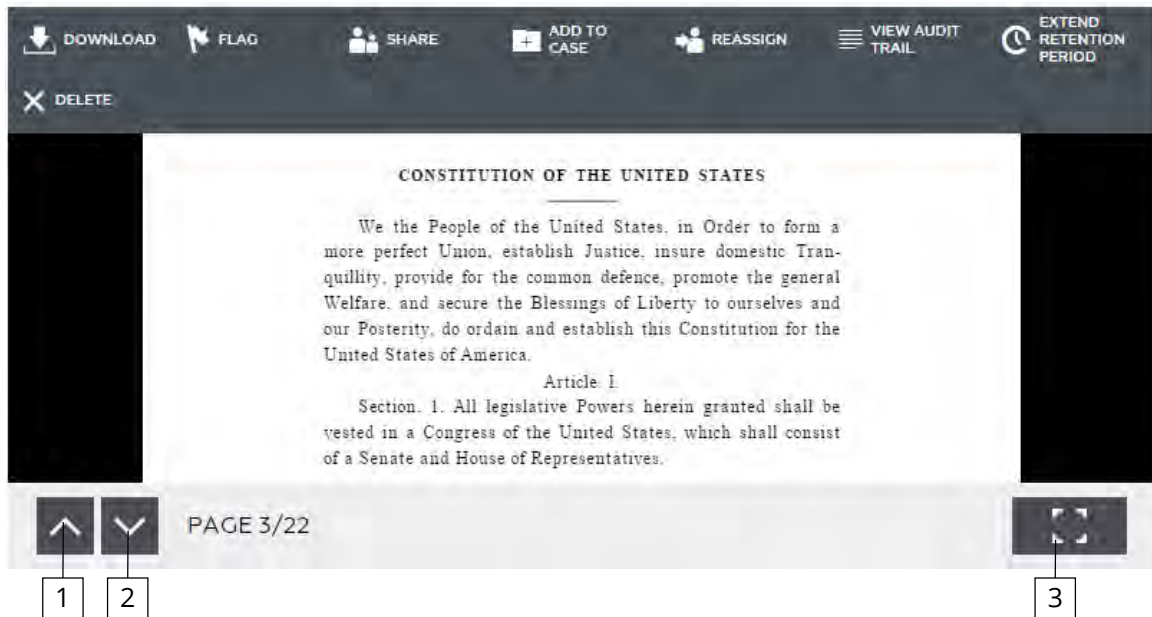 DOWNLOAD
FLAG
SHARE
ADD TO
CASE
REASSIGN
VIEW AUDIT
TRAIL
EXTEND
RETENTION
PERIOD
DELETE
CONSTITUTION OF THE UNITED STATES
We the People of the United States, in Order to form a
more perfect Union, establish Justice, insure domestic Tran-
quillity, provide for the common defence, promote the general
Welfare, and secure the Blessings of Liberty to ourselves and
our Posterity, do ordain and establish this Constitution for the
United States of America.
Article. I.
Section. 1. All legislative Powers herein granted shall be
vested in a Congress of the United States, which shall consist
of a Senate and House of Representatives.
PAGE 3/22
1
2
3